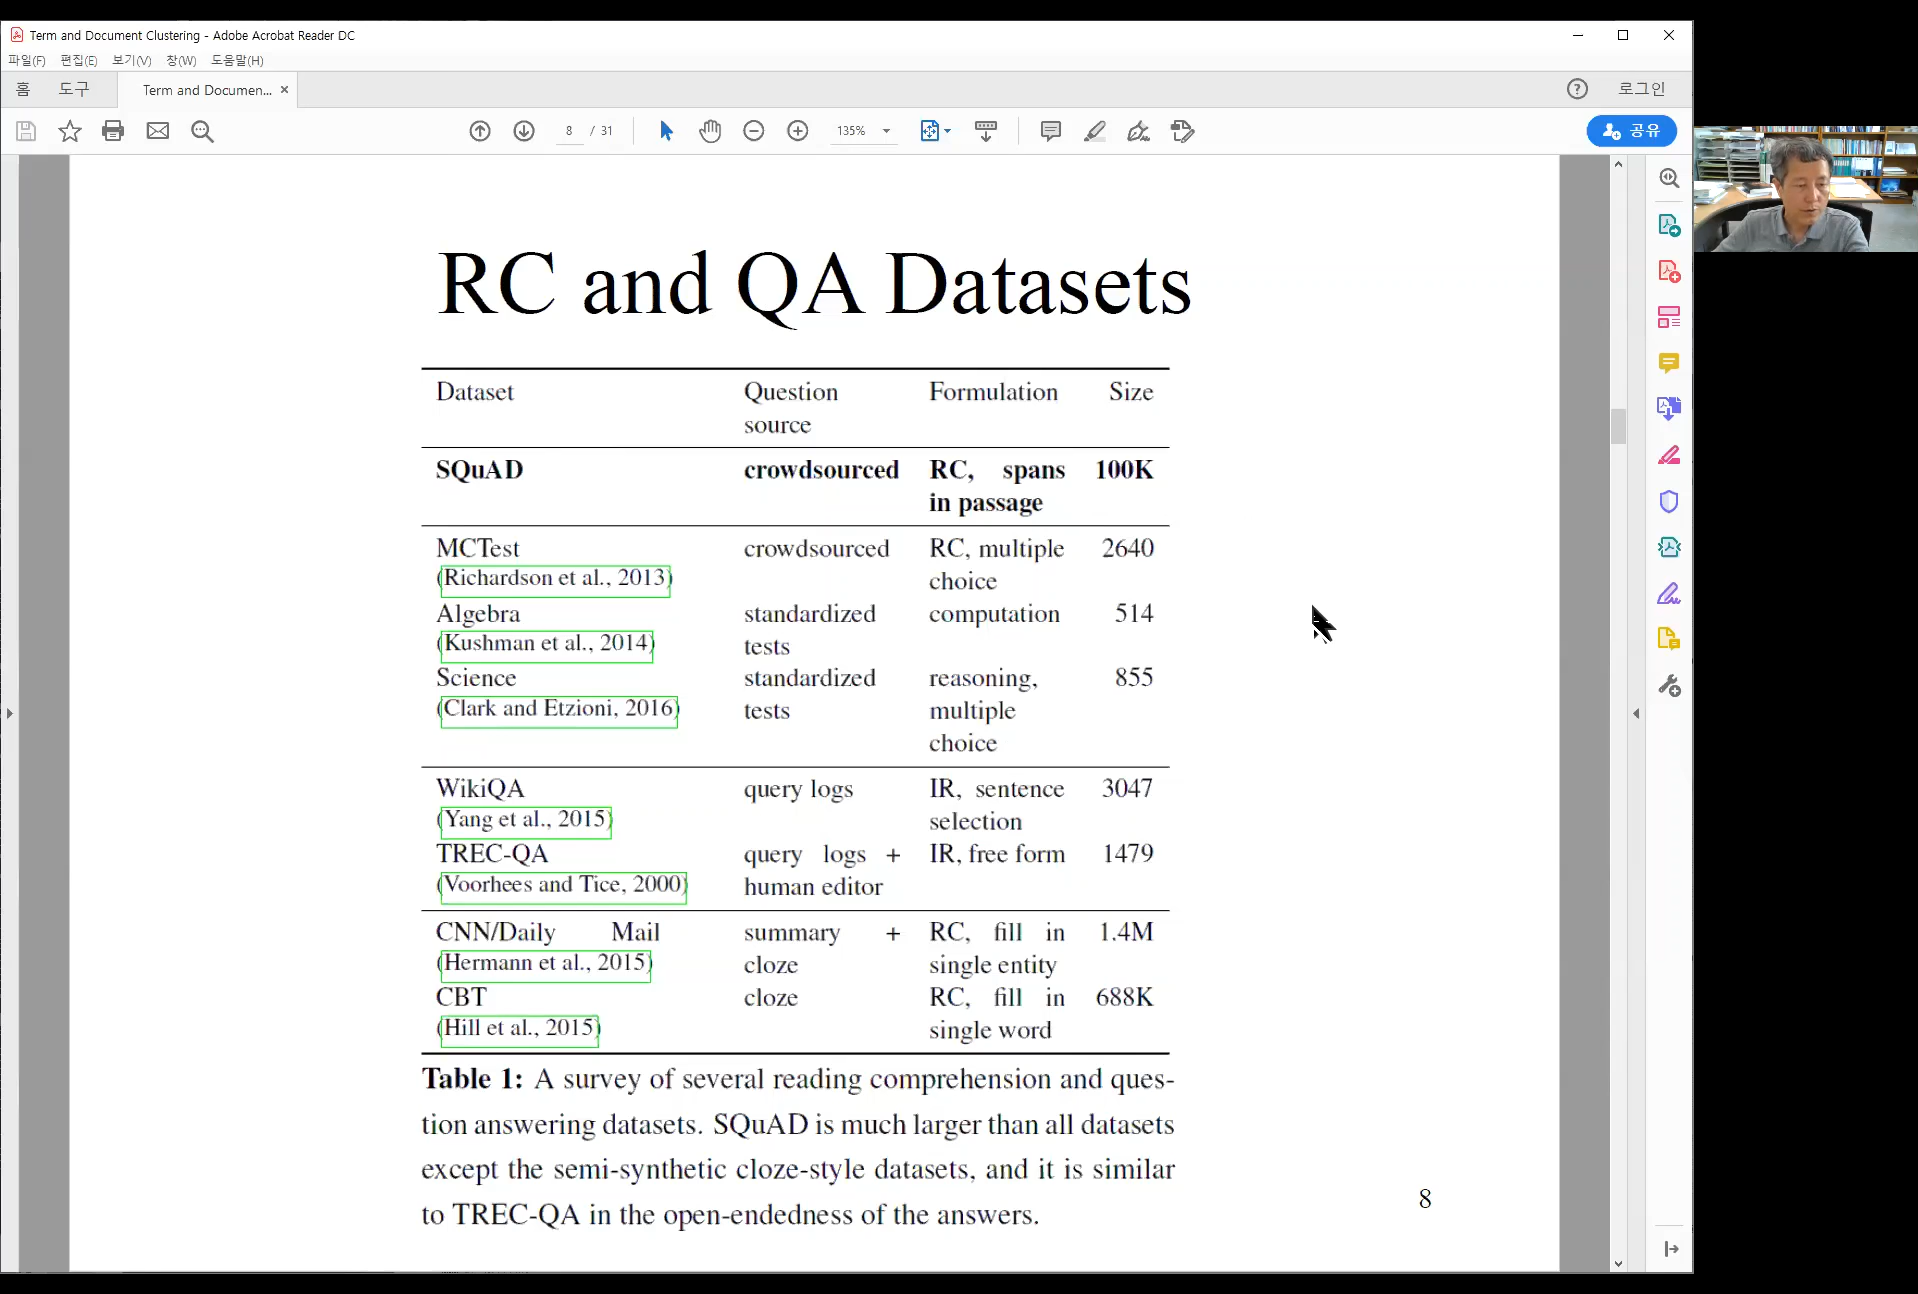 Term and Document Clustering - Adobe Acrobat Reader DC
파일(F) 편집(E) 보기(V) 창(W) 도움말(H)
홈 도구 Term and Documen... 로그인
8 / 31 135% 공유
RC and QA Datasets
Dataset Question Formulation Size
source
SQuAD crowdsourced RC, spans 100K
in passage
MCTest crowdsourced RC, multiple 2640
(Richardson et al., 2013) choice
Algebra standardized computation 514
(Kushman et al., 2014) tests
Science standardized reasoning, 855
(Clark and Etzioni, 2016) tests multiple
choice
WikiQA query logs IR, sentence 3047
(Yang et al., 2015) selection
TREC-QA query logs + IR, free form 1479
(Voorhees and Tice, 2000) human editor
CNN/Daily Mail summary + RC, fill in 1.4M
(Hermann et al., 2015) cloze single entity
CBT cloze RC, fill in 688K
(Hill et al., 2015) single word
Table 1: A survey of several reading comprehension and ques-
tion answering datasets. SQuAD is much larger than all datasets
except the semi-synthetic cloze-style datasets, and it is similar
to TREC-QA in the open-endedness of the answers.
8